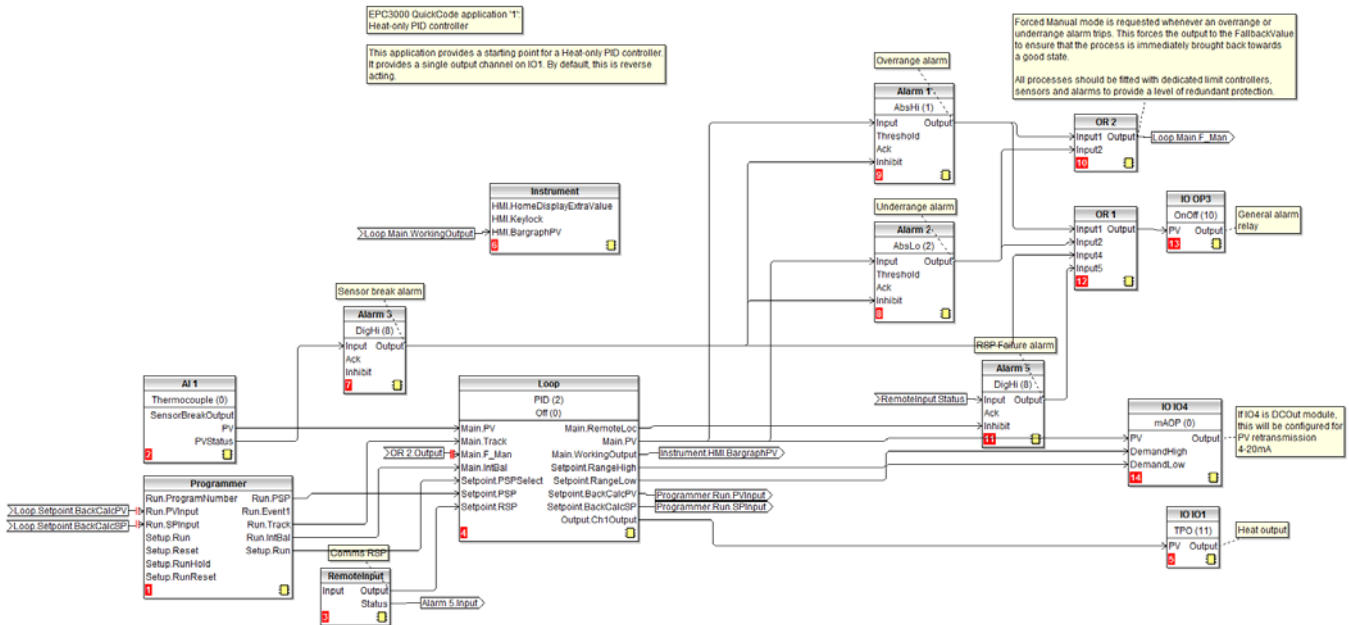 EPC3000 QuickCode application '1':
Heat-only PID controller
This application provides a starting point for a Heat-only PID controller.
It provides a single output channel on IO1. By default, this is reverse
acting.
Forced Manual mode is requested whenever an overrange or
underrange alarm trips. This forces the output to the FallbackValue
to ensure that the process is immediately brought back towards
a good state.
All processes should be fitted with dedicated limit controllers,
sensors and alarms to provide a level of redundant protection.
Overrange alarm
Alarm 1
AbsHi (1)
Input Output
Threshold
Ack
Inhibit
9
OR 2
Input1 Output
Input2
10
Loop.Main.F_Man
Instrument
HMI.HomeDisplayExtraValue
HMI.Keylock
HMI.BargraphPV
6
Loop.Main.WorkingOutput
Underrange alarm
Alarm 2
AbsLo (2)
Input Output
Threshold
Ack
Inhibit
8
OR 1
Input1 Output
Input2
Input4
Input5
12
IO OP3
OnOff (10)
PV Output
13
General alarm
relay
Sensor break alarm
Alarm 3
DigHi (8)
Input Output
Ack
Inhibit
7
RSP Failure alarm
Alarm 5
DigHi (8)
Input Output
Ack
Inhibit
11
RemoteInput.Status
AI 1
Thermocouple (0)
SensorBreakOutput
PV
PVStatus
2
Loop
PID (2)
Off (0)
Main.PV Main.RemoteLoc
Main.Track Main.PV
Main.F_Man Main.WorkingOutput
Main.IntBal Setpoint.RangeHigh
Setpoint.PSPSelect Setpoint.RangeLow
Setpoint.PSP Setpoint.BackCalcPV
Setpoint.RSP Setpoint.BackCalcSP
Output.Ch1Output
4
OR 2.Output
Instrument.HMI.BargraphPV
Programmer.Run.PVInput
Programmer.Run.SPInput
IO IO4
mAOP (0)
PV Output
DemandHigh
DemandLow
14
If IO4 is DCOut module,
this will be configured for
PV retransmission
4-20mA
Programmer
Run.ProgramNumber Run.PSP
Run.PVInput Run.Event1
Run.SPInput Run.Track
Setup.Run Run.IntBal
Setup.Reset Setup.Run
Setup.RunHold
Setup.RunReset
1
Loop.Setpoint.BackCalcPV
Loop.Setpoint.BackCalcSP
IO IO1
TPO (11)
PV Output
5
Heat output
Comms RSP
RemoteInput
Input Output
Status
3
Alarm 5.Input